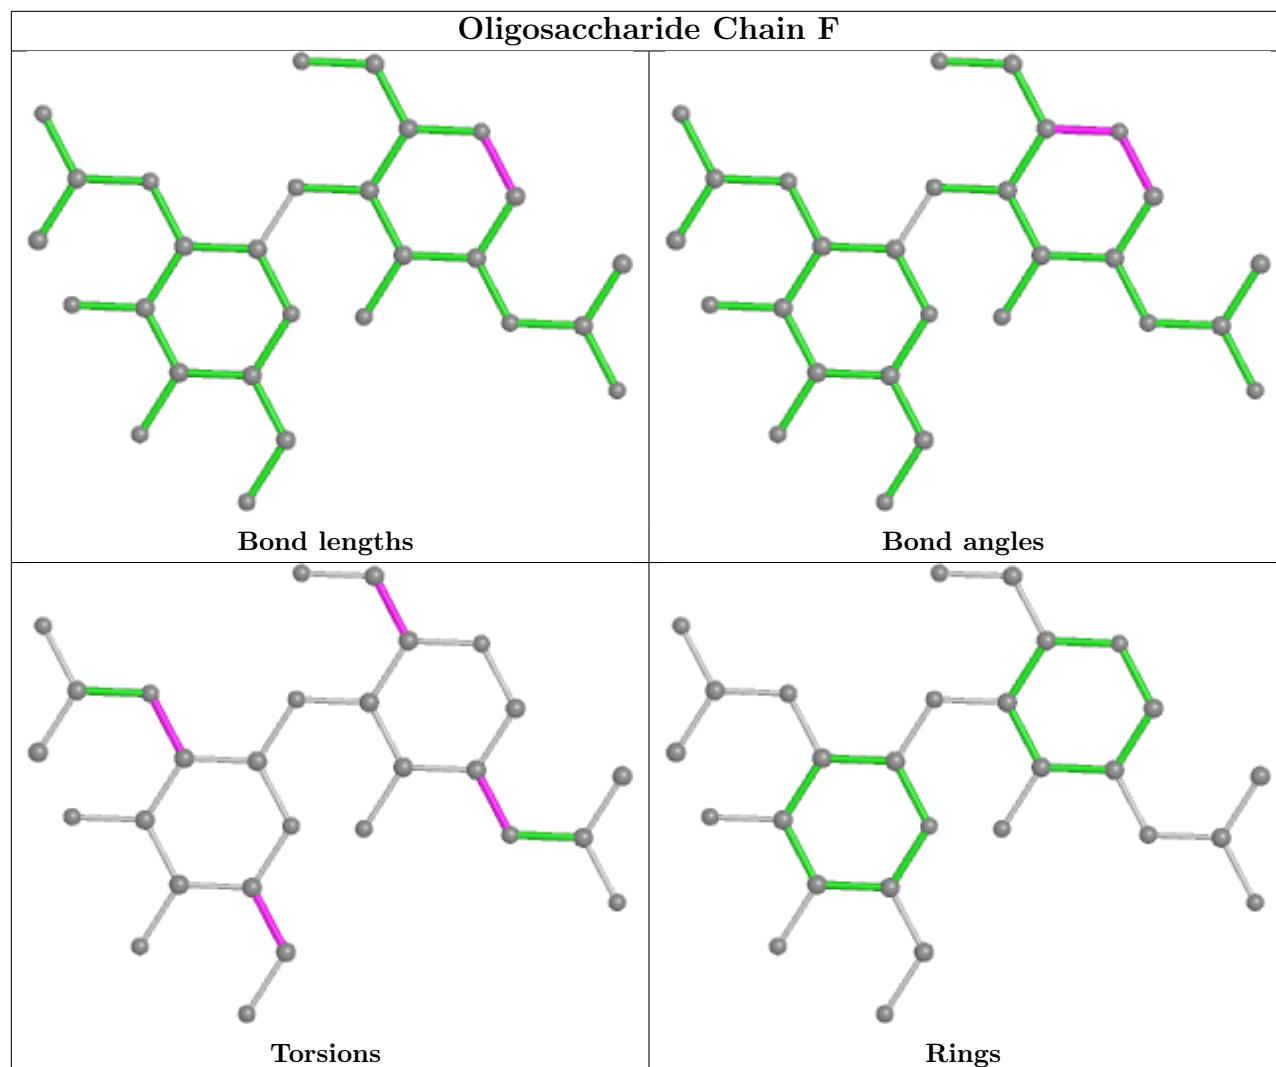 Oligosaccharide Chain F
Bond lengths
Bond angles
Torsions
Rings